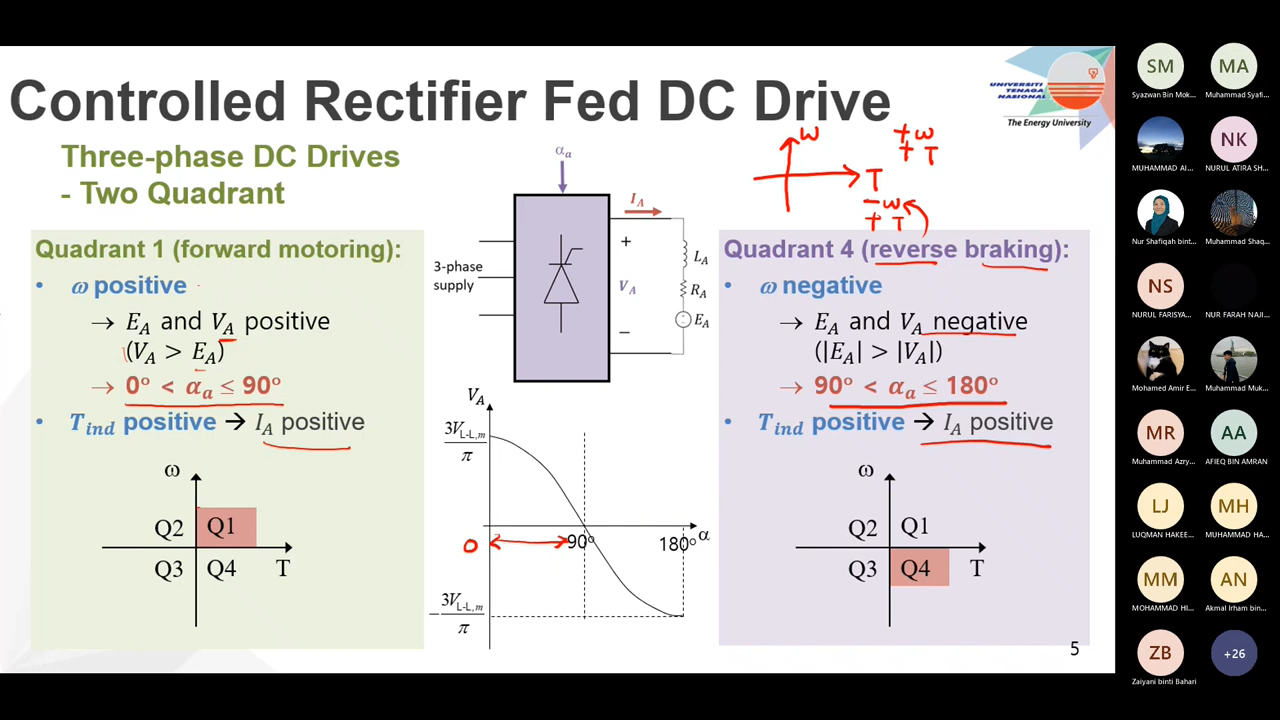 Controlled Rectifier Fed DC Drive
UNIVERSITI
TENAGA
NASIONAL
The Energy University
Three-phase DC Drives
- Two Quadrant
αₐ
ω
T
+ω
+ T
-ω
+ T
Quadrant 1 (forward motoring):
• ω positive
→ E_A and V_A positive
(V_A > E_A)
→ 0° < αₐ ≤ 90°
• T_ind positive → I_A positive
ω
Q2 Q1
Q3 Q4 T
3-phase
supply
I_A
+
V_A
−
L_A
R_A
E_A
V_A
3V_L-L,m
π
0
90°
180°
α
−3V_L-L,m
π
Quadrant 4 (reverse braking):
• ω negative
→ E_A and V_A negative
(|E_A| > |V_A|)
→ 90° < αₐ ≤ 180°
• T_ind positive → I_A positive
ω
Q2 Q1
Q3 Q4 T
5
SM
Syazwan Bin Mok...
MA
Muhammad Syafi...
MUHAMMAD AI...
NK
NURUL ATIRA SH...
Nur Shafiqah bint...
Muhammad Shaq...
NS
NURUL FARISYA...
NUR FARAH NAJI...
Mohamed Amir E...
Muhammad Muk...
MR
Muhammad Azry...
AA
AFIEQ BIN AMRAN
LJ
LUQMAN HAKEE...
MH
MUHAMMAD HA...
MM
MOHAMMAD HI...
AN
Akmal Irham bin...
ZB
Zaiyani binti Bahari
+26